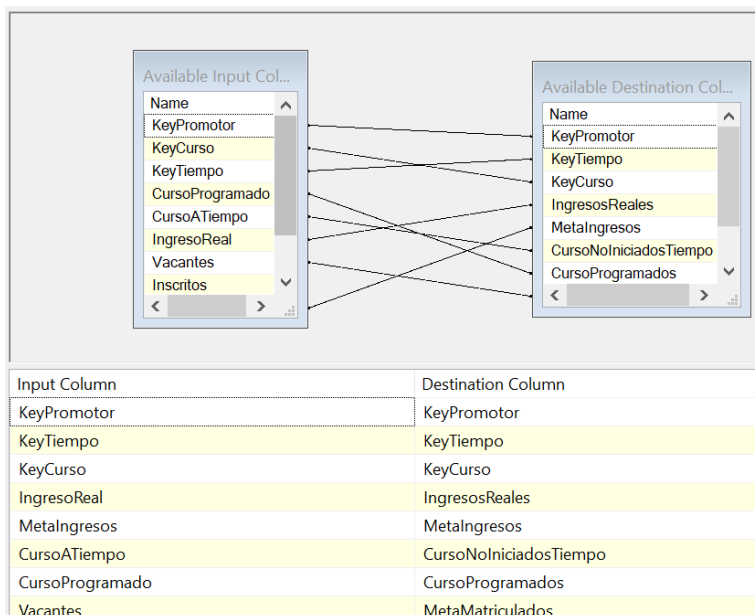 Available Input Col...
Name
KeyPromotor
KeyCurso
KeyTiempo
CursoProgramado
CursoATiempo
IngresoReal
Vacantes
Inscritos
Available Destination Col...
Name
KeyPromotor
KeyTiempo
KeyCurso
IngresosReales
MetaIngresos
CursoNoIniciadosTiempo
CursoProgramados
Input Column Destination Column
KeyPromotor KeyPromotor
KeyTiempo KeyTiempo
KeyCurso KeyCurso
IngresoReal IngresosReales
MetaIngresos MetaIngresos
CursoATiempo CursoNoIniciadosTiempo
CursoProgramado CursoProgramados
Vacantes MetaMatriculados